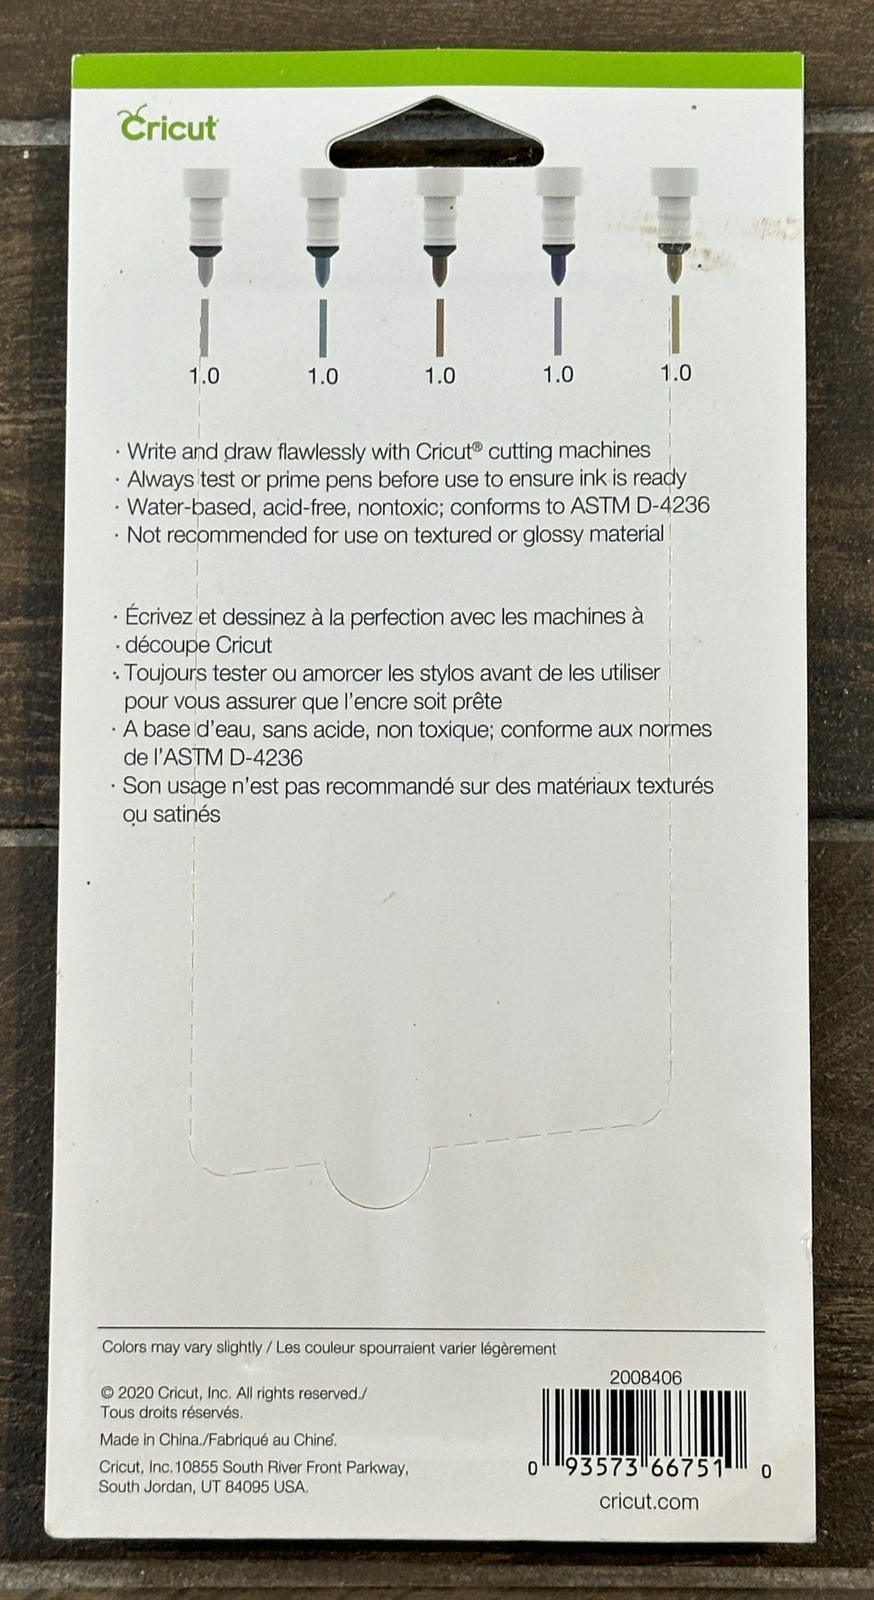 Cricut
1.0 1.0 1.0 1.0 1.0
· Write and draw flawlessly with Cricut® cutting machines
· Always test or prime pens before use to ensure ink is ready
· Water-based, acid-free, nontoxic; conforms to ASTM D-4236
· Not recommended for use on textured or glossy material
· Écrivez et dessinez à la perfection avec les machines à
· découpe Cricut
· Toujours tester ou amorcer les stylos avant de les utiliser
pour vous assurer que l'encre soit prête
· A base d'eau, sans acide, non toxique; conforme aux normes
de l'ASTM D-4236
· Son usage n'est pas recommandé sur des matériaux texturés
ou satinés
Colors may vary slightly / Les couleur spourraient varier légèrement
© 2020 Cricut, Inc. All rights reserved./
Tous droits réservés.
Made in China./Fabriqué au Chine.
Cricut, Inc.10855 South River Front Parkway,
South Jordan, UT 84095 USA.
2008406
0 93573 66751 0
cricut.com